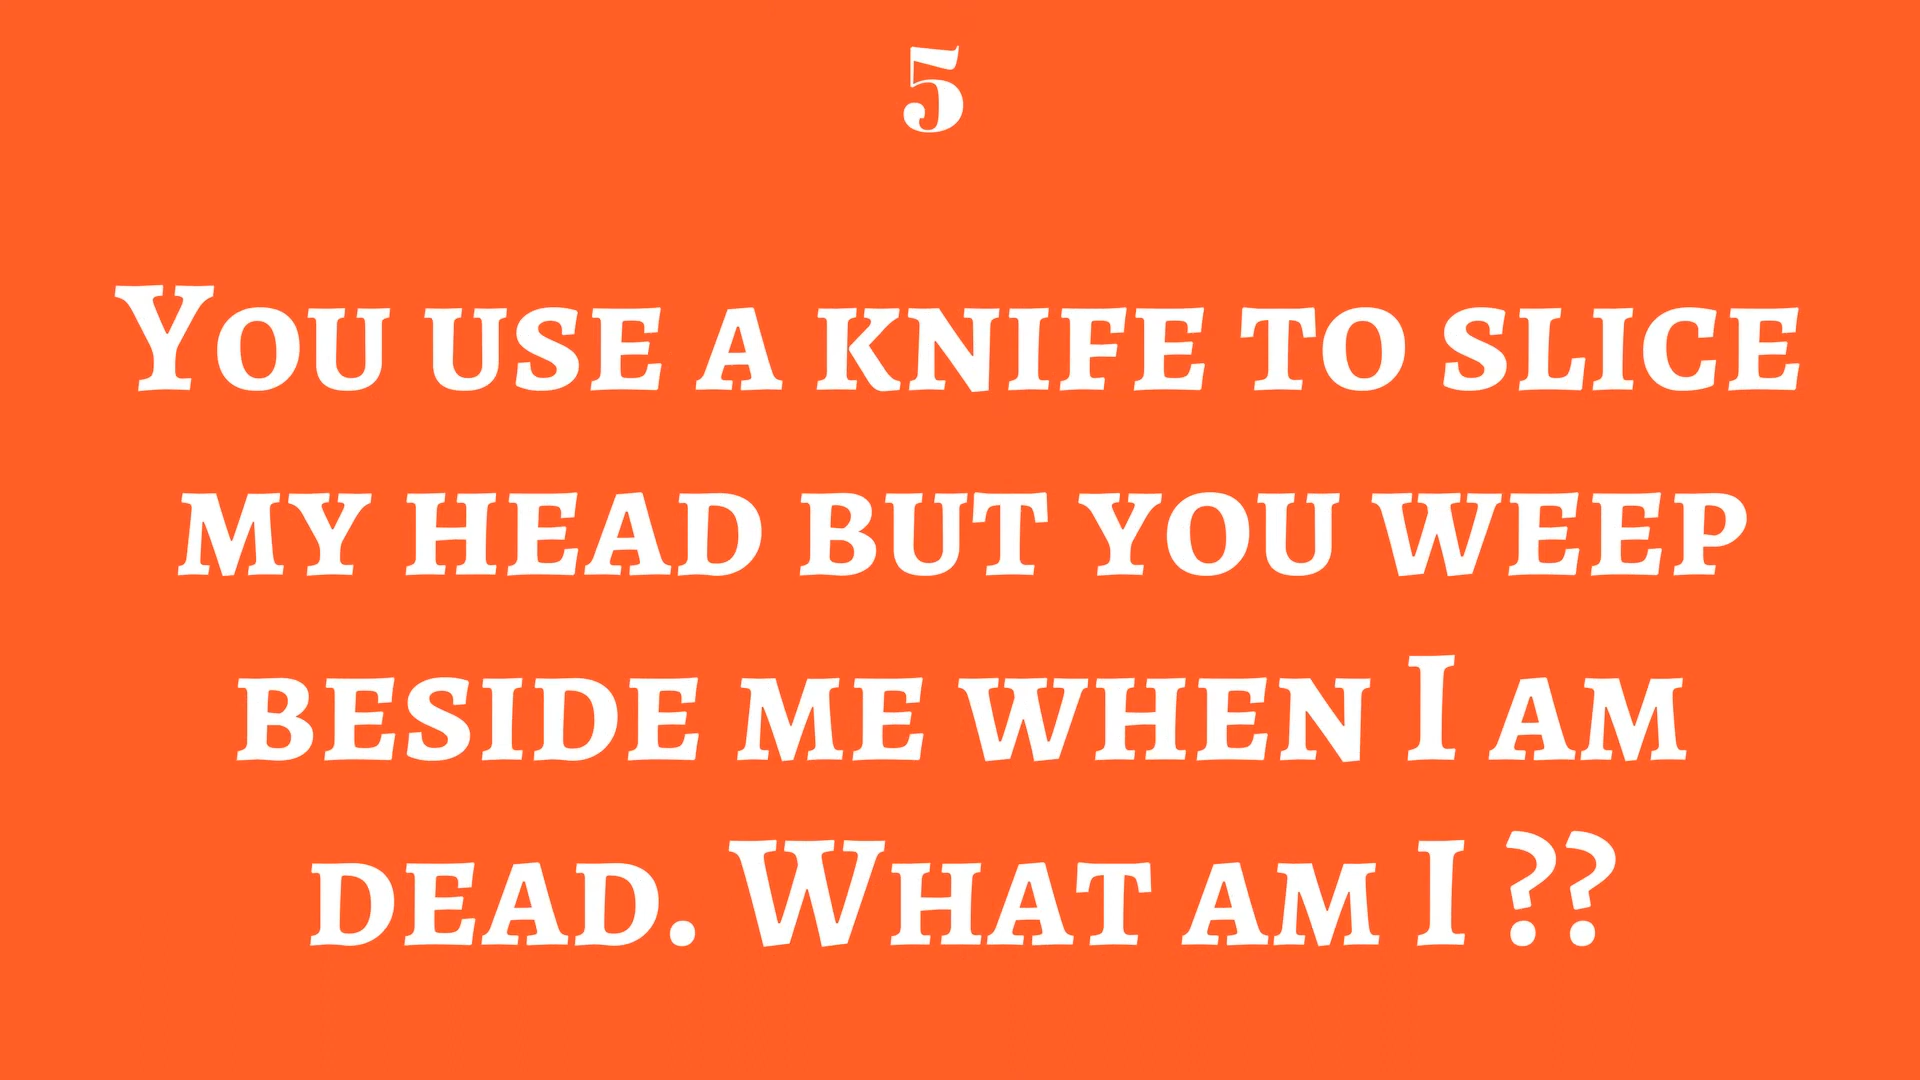 5
You use a knife to slice
my head but you weep
beside me when I am
dead. What am I ??